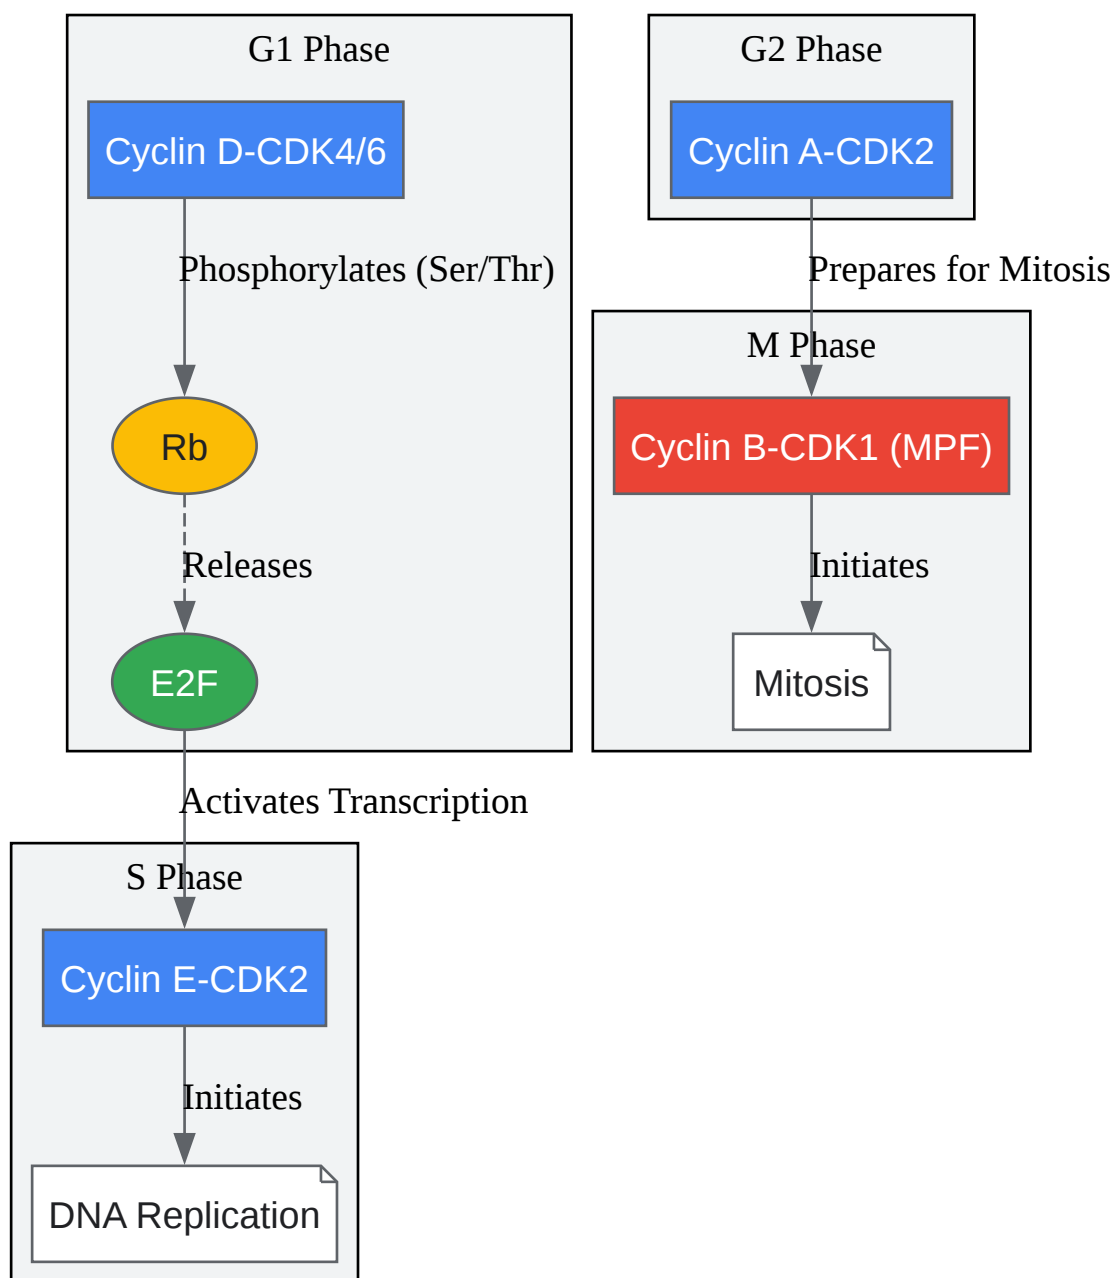 G1 Phase
Cyclin D-CDK4/6
Phosphorylates (Ser/Thr)
Rb
Releases
E2F
Activates Transcription
S Phase
Cyclin E-CDK2
Initiates
DNA Replication
G2 Phase
Cyclin A-CDK2
Prepares for Mitosis
M Phase
Cyclin B-CDK1 (MPF)
Initiates
Mitosis